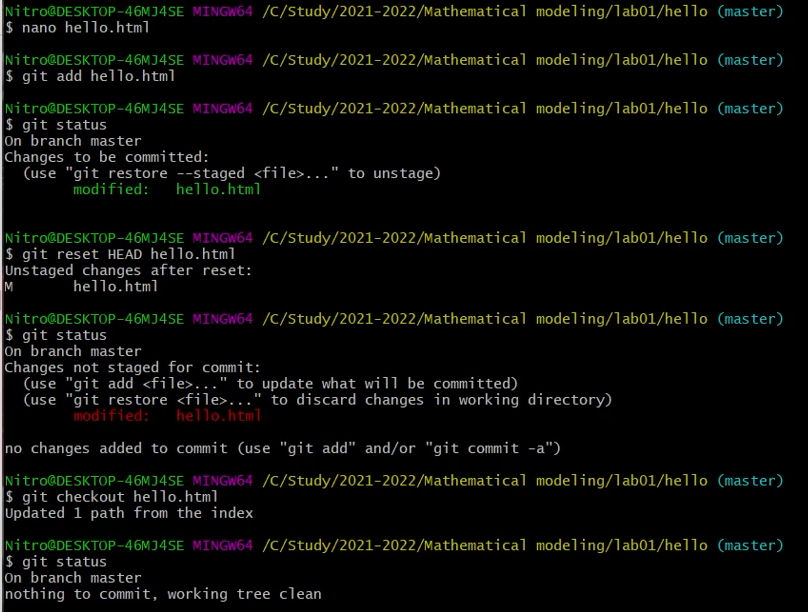 Nitro@DESKTOP-46MJ4SE MINGW64 /C/Study/2021-2022/Mathematical modeling/lab01/hello (master)
$ nano hello.html
Nitro@DESKTOP-46MJ4SE MINGW64 /C/Study/2021-2022/Mathematical modeling/lab01/hello (master)
$ git add hello.html
Nitro@DESKTOP-46MJ4SE MINGW64 /C/Study/2021-2022/Mathematical modeling/lab01/hello (master)
$ git status
On branch master
Changes to be committed:
  (use "git restore --staged <file>..." to unstage)
        modified:   hello.html
Nitro@DESKTOP-46MJ4SE MINGW64 /C/Study/2021-2022/Mathematical modeling/lab01/hello (master)
$ git reset HEAD hello.html
Unstaged changes after reset:
M       hello.html
Nitro@DESKTOP-46MJ4SE MINGW64 /C/Study/2021-2022/Mathematical modeling/lab01/hello (master)
$ git status
On branch master
Changes not staged for commit:
  (use "git add <file>..." to update what will be committed)
  (use "git restore <file>..." to discard changes in working directory)
        modified:   hello.html
no changes added to commit (use "git add" and/or "git commit -a")
Nitro@DESKTOP-46MJ4SE MINGW64 /C/Study/2021-2022/Mathematical modeling/lab01/hello (master)
$ git checkout hello.html
Updated 1 path from the index
Nitro@DESKTOP-46MJ4SE MINGW64 /C/Study/2021-2022/Mathematical modeling/lab01/hello (master)
$ git status
On branch master
nothing to commit, working tree clean